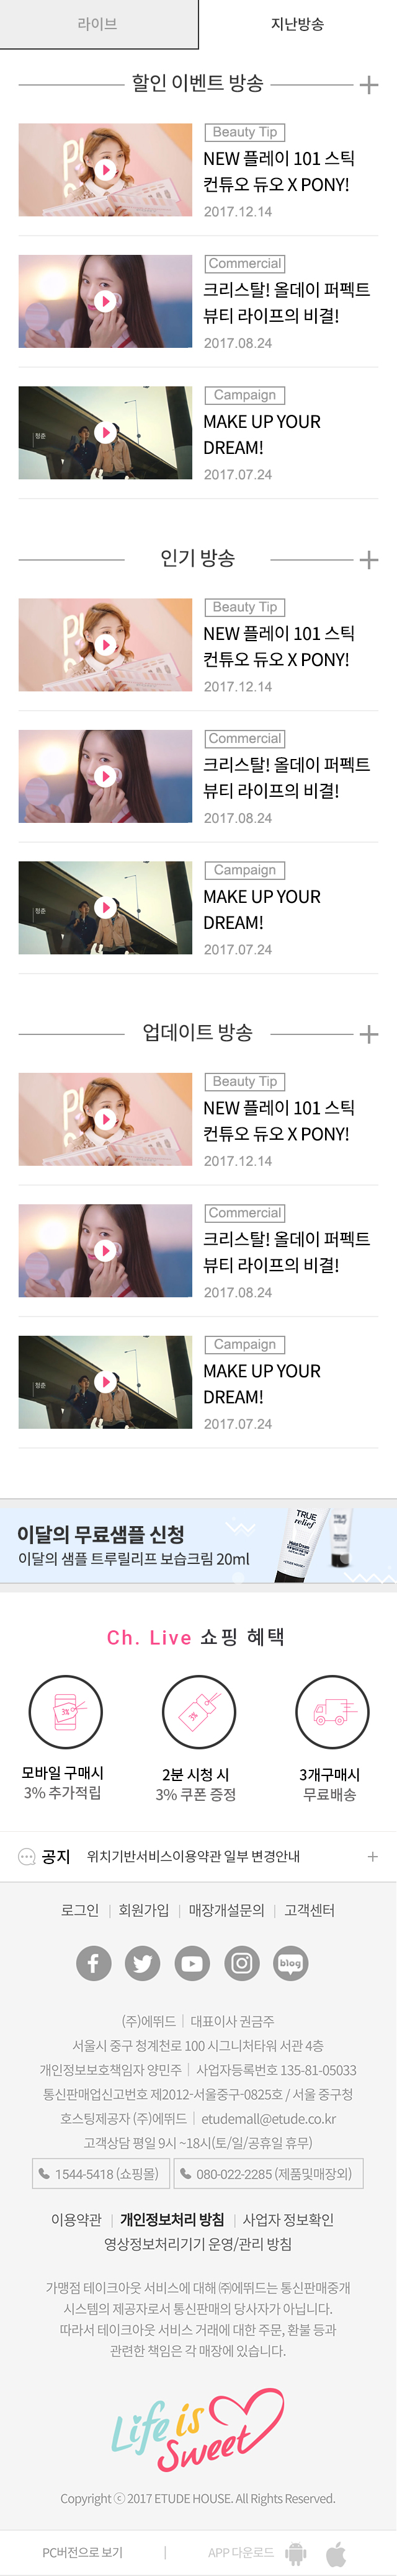 라이브
지난방송
할인 이벤트 방송
Beauty Tip
NEW 플레이 101 스틱
컨튜오 듀오 X PONY!
2017.12.14
Commercial
크리스탈! 올데이 퍼펙트
뷰티 라이프의 비결!
2017.08.24
청춘
Campaign
MAKE UP YOUR
DREAM!
2017.07.24
인기 방송
Beauty Tip
NEW 플레이 101 스틱
컨튜오 듀오 X PONY!
2017.12.14
Commercial
크리스탈! 올데이 퍼펙트
뷰티 라이프의 비결!
2017.08.24
청춘
Campaign
MAKE UP YOUR
DREAM!
2017.07.24
업데이트 방송
Beauty Tip
NEW 플레이 101 스틱
컨튜오 듀오 X PONY!
2017.12.14
Commercial
크리스탈! 올데이 퍼펙트
뷰티 라이프의 비결!
2017.08.24
청춘
Campaign
MAKE UP YOUR
DREAM!
2017.07.24
이달의 무료샘플 신청
이달의 샘플 트루릴리프 보습크림 20ml
TRUE
relief
Ch. Live 쇼핑 혜택
3%
3%
모바일 구매시
3% 추가적립
2분 시청 시
3% 쿠폰 증정
3개구매시
무료배송
공지 위치기반서비스이용약관 일부 변경안내
로그인 | 회원가입 | 매장개설문의 | 고객센터
blog
(주)에뛰드 | 대표이사 권금주
서울시 중구 청계천로 100 시그니처타워 서관 4층
개인정보보호책임자 양민주 | 사업자등록번호 135-81-05033
통신판매업신고번호 제2012-서울중구-0825호 / 서울 중구청
호스팅제공자 (주)에뛰드 | etudemall@etude.co.kr
고객상담 평일 9시 ~18시(토/일/공휴일 휴무)
1544-5418 (쇼핑몰)
080-022-2285 (제품및매장외)
이용약관 | 개인정보처리 방침 | 사업자 정보확인
영상정보처리기기 운영/관리 방침
가맹점 테이크아웃 서비스에 대해 ㈜에뛰드는 통신판매중개
시스템의 제공자로서 통신판매의 당사자가 아닙니다.
따라서 테이크아웃 서비스 거래에 대한 주문, 환불 등과
관련한 책임은 각 매장에 있습니다.
Life is
Sweet
Copyright ⓒ 2017 ETUDE HOUSE. All Rights Reserved.
PC버전으로 보기 | APP 다운로드